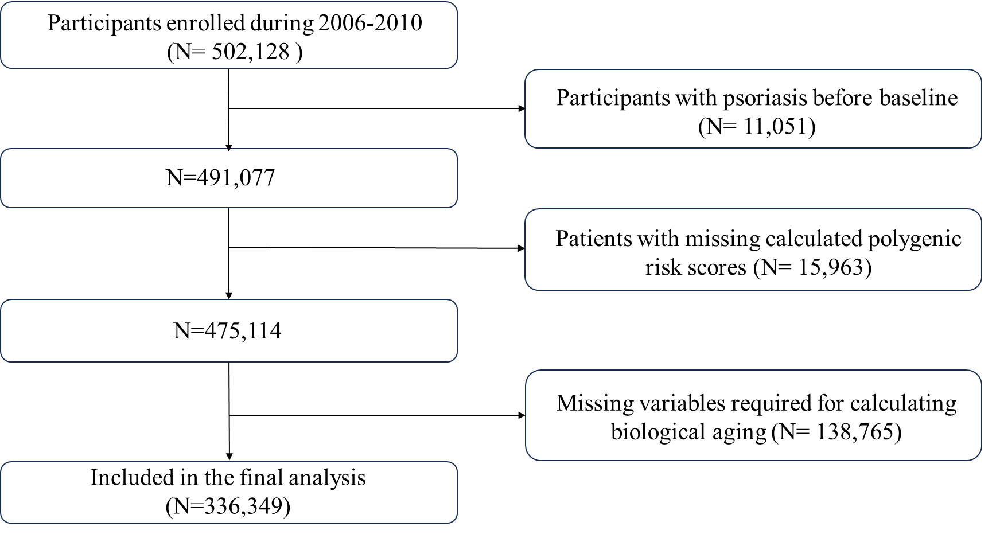 Participants enrolled during 2006-2010
(N= 502,128 )
Participants with psoriasis before baseline
(N= 11,051)
N=491,077
Patients with missing calculated polygenic
risk scores (N= 15,963)
N=475,114
Missing variables required for calculating
biological aging (N= 138,765)
Included in the final analysis
(N=336,349)